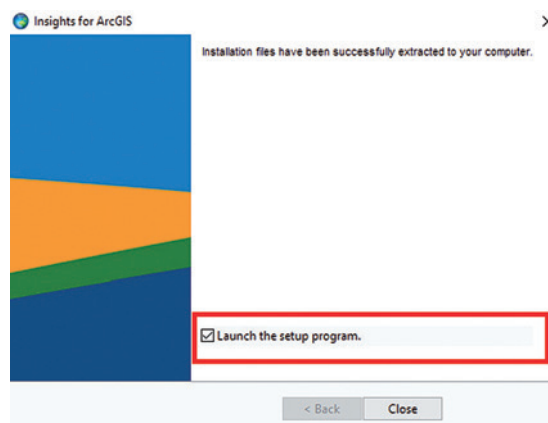 Insights for ArcGIS
Installation files have been successfully extracted to your computer.
Launch the setup program.
< Back
Close